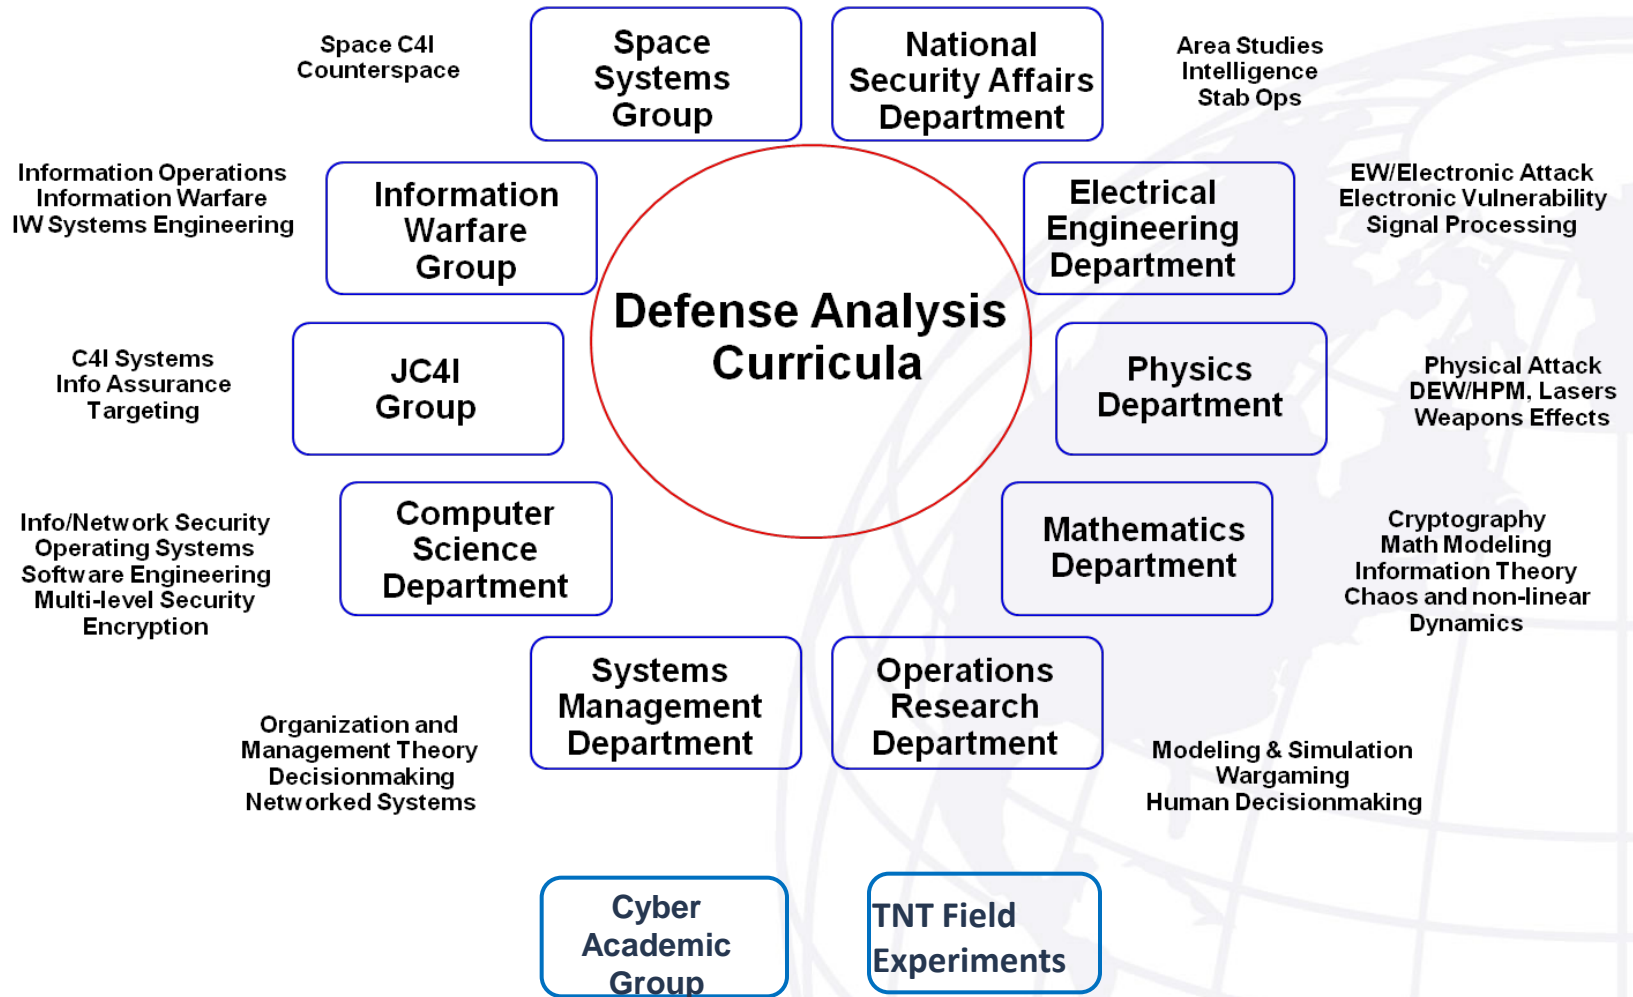 Space C4I
Counterspace
Space
Systems
Group
National
Security Affairs
Department
Area Studies
Intelligence
Stab Ops
Information Operations
Information Warfare
IW Systems Engineering
Information
Warfare
Group
Electrical
Engineering
Department
EW/Electronic Attack
Electronic Vulnerability
Signal Processing
Defense Analysis
Curricula
C4I Systems
Info Assurance
Targeting
JC4I
Group
Physics
Department
Physical Attack
DEW/HPM, Lasers
Weapons Effects
Info/Network Security
Operating Systems
Software Engineering
Multi-level Security
Encryption
Computer
Science
Department
Mathematics
Department
Cryptography
Math Modeling
Information Theory
Chaos and non-linear
Dynamics
Organization and
Management Theory
Decisionmaking
Networked Systems
Systems
Management
Department
Operations
Research
Department
Modeling & Simulation
Wargaming
Human Decisionmaking
Cyber
Academic
Group
TNT Field
Experiments